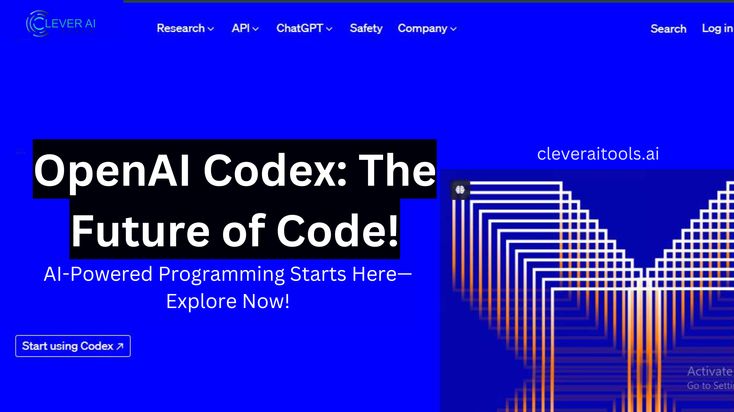 CLEVER AI
Research API ChatGPT Safety Company Search Log in
cleveraitools.ai
OpenAI Codex: The
Future of Code!
AI-Powered Programming Starts Here—
Explore Now!
Start using Codex ↗
Activate
Go to Setti